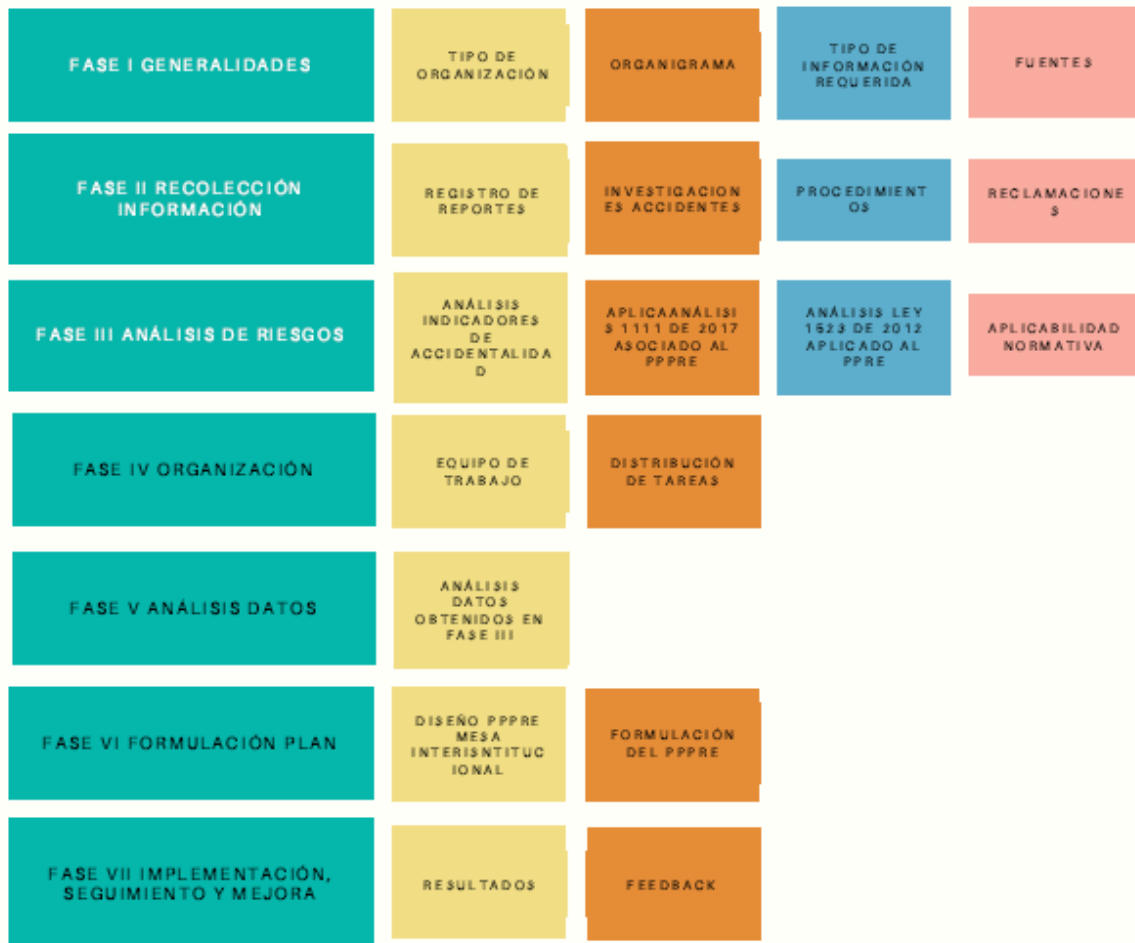 FASE I GENERALIDADES
TIPO DE
ORGANIZACIÓN
ORGANIGRAMA
TIPO DE
INFORMACIÓN
REQUERIDA
FUENTES
FASE II RECOLECCIÓN
INFORMACIÓN
REGISTRO DE
REPORTES
INVESTIGACION
ES ACCIDENTES
PROCEDIMIENT
OS
RECLAMACIONE
S
FASE III ANÁLISIS DE RIESGOS
ANÁLISIS
INDICADORES
DE
ACCIDENTALIDA
D
APLICAANÁLISI
S 1111 DE 2017
ASOCIADO AL
PPPRE
ANÁLISIS LEY
1523 DE 2012
APLICADO AL
PPRE
APLICABILIDAD
NORMATIVA
FASE IV ORGANIZACIÓN
EQUIPO DE
TRABAJO
DISTRIBUCIÓN
DE TAREAS
FASE V ANÁLISIS DATOS
ANÁLISIS
DATOS
OBTENIDOS EN
FASE III
FASE VI FORMULACIÓN PLAN
DISEÑO PPPRE
MESA
INTERISNTITUC
IONAL
FORMULACIÓN
DEL PPPRE
FASE VII IMPLEMENTACIÓN,
SEGUIMIENTO Y MEJORA
RESULTADOS
FEEDBACK